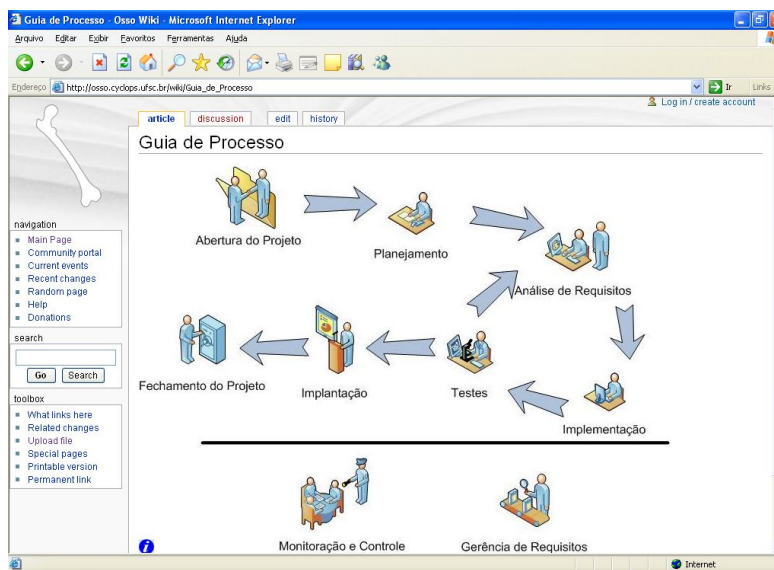 Guia de Processo - Osso Wiki - Microsoft Internet Explorer
Arquivo Editar Exibir Favoritos Ferramentas Ajuda
Endereço http://osso.cyclops.ufsc.br/wiki/Guia_de_Processo Ir Links
Log in / create account
article discussion edit history
Guia de Processo
Abertura do Projeto
Planejamento
Análise de Requisitos
Fechamento do Projeto
Implantação
Testes
Implementação
Monitoração e Controle
Gerência de Requisitos
navigation
Main Page
Community portal
Current events
Recent changes
Random page
Help
Donations
search
Go Search
toolbox
What links here
Related changes
Upload file
Special pages
Printable version
Permanent link
i
Internet